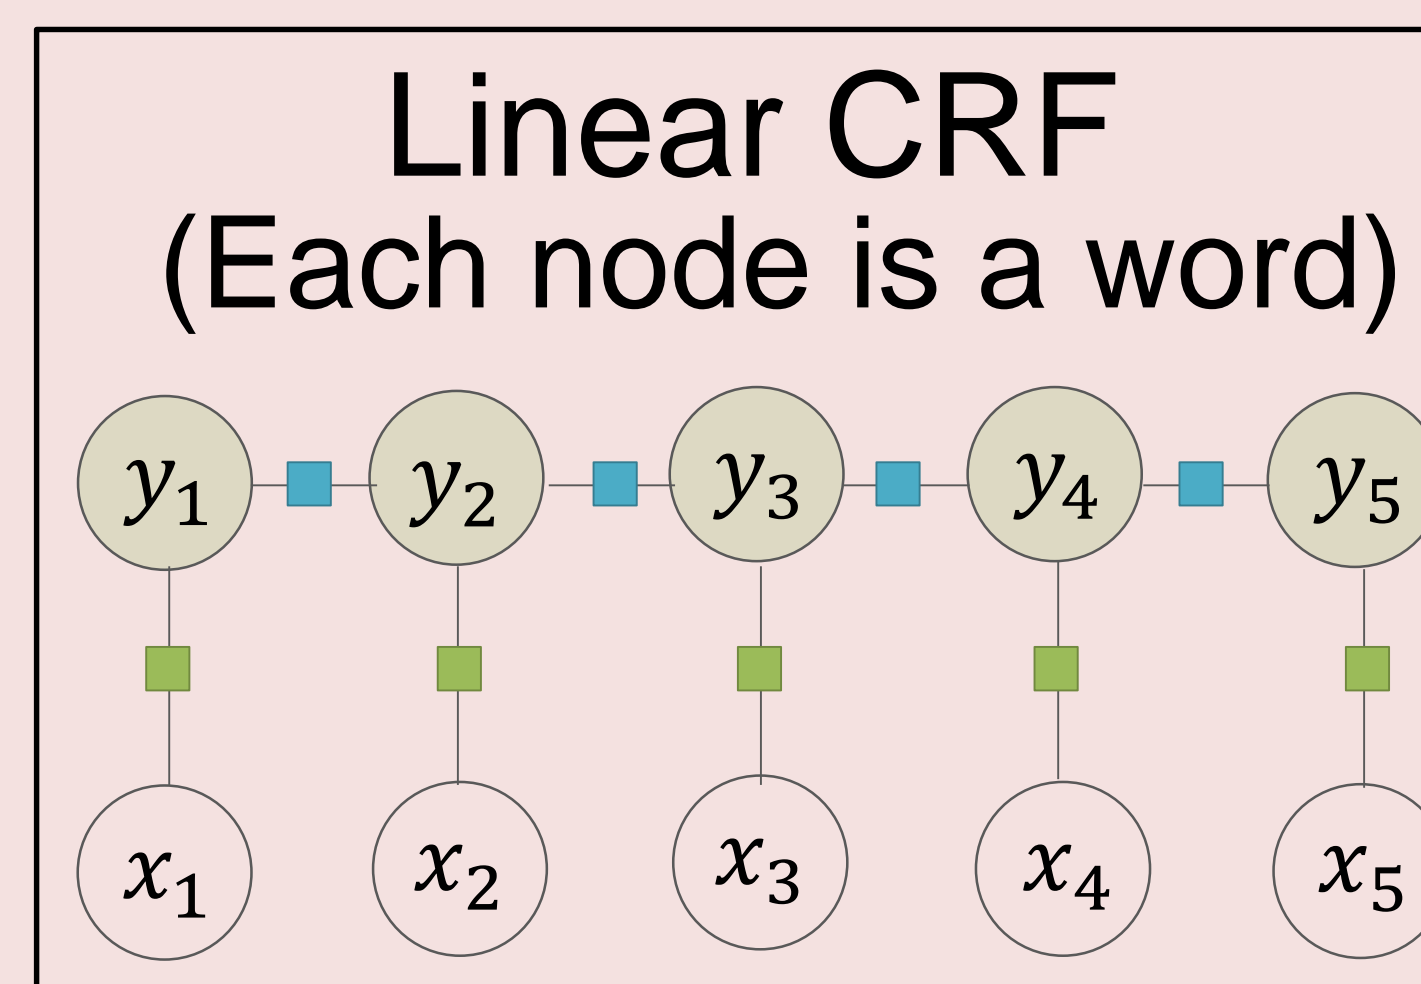 Linear CRF
(Each node is a word)
y₁ y₂ y₃ y₄ y₅
x₁ x₂ x₃ x₄ x₅